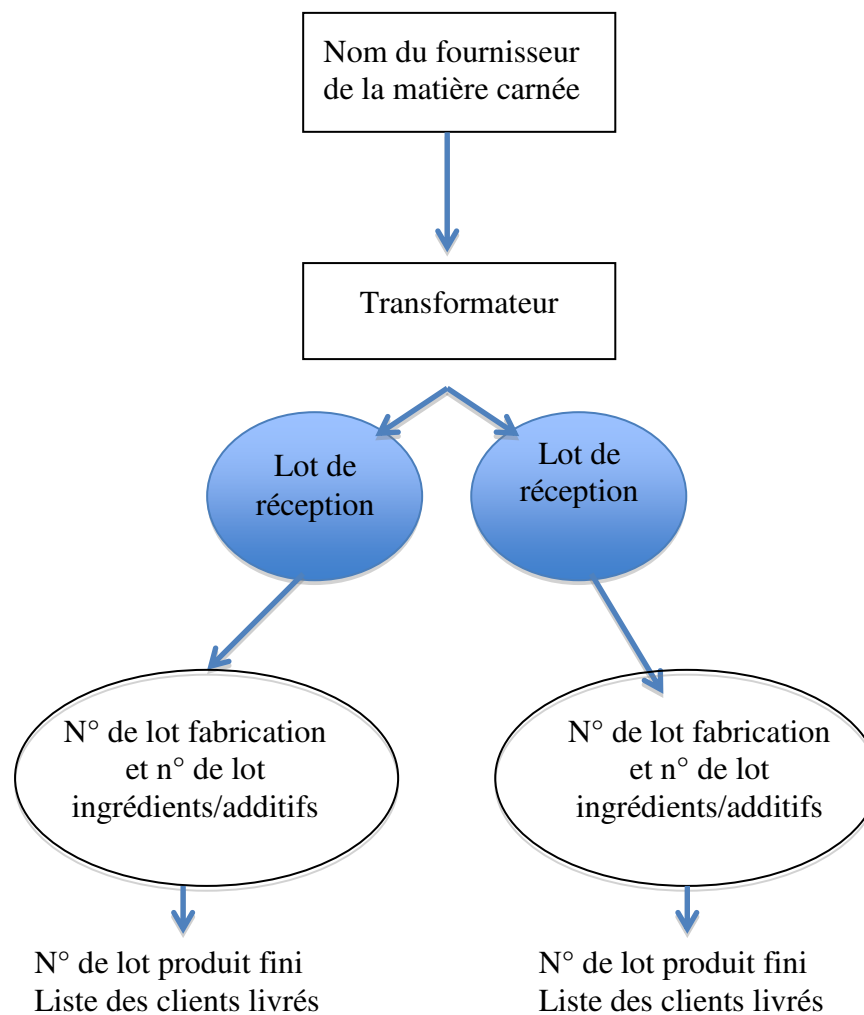 Nom du fournisseur
de la matière carnée
Transformateur
Lot de
réception
Lot de
réception
N° de lot fabrication
et n° de lot
ingrédients/additifs
N° de lot fabrication
et n° de lot
ingrédients/additifs
N° de lot produit fini
Liste des clients livrés
N° de lot produit fini
Liste des clients livrés